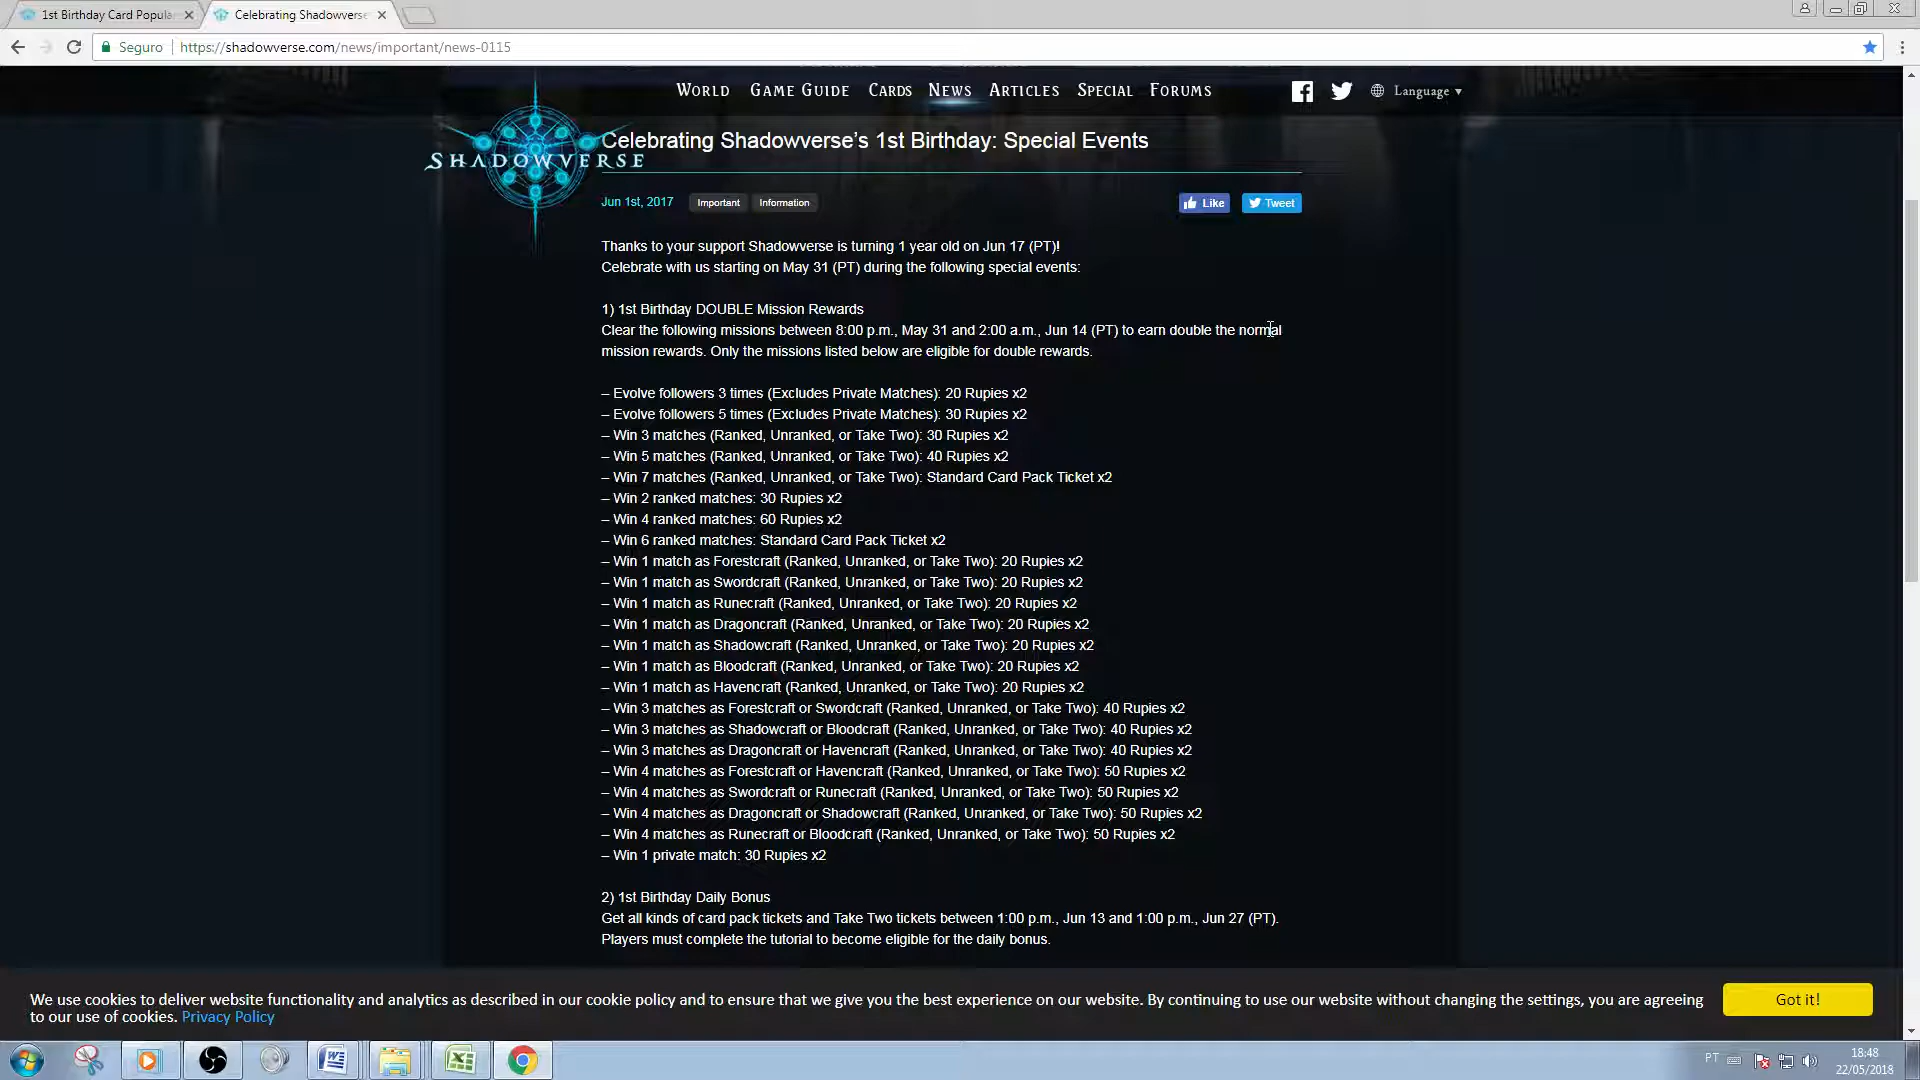 1st Birthday Card Popula
Celebrating Shadowverse
Seguro
https://shadowverse.com/news/important/news-0115
WORLD GAME GUIDE CARDS NEWS ARTICLES SPECIAL FORUMS Language
SHADOWVERSE
Celebrating Shadowverse’s 1st Birthday: Special Events
Jun 1st, 2017 Important Information Like Tweet
Thanks to your support Shadowverse is turning 1 year old on Jun 17 (PT)!
Celebrate with us starting on May 31 (PT) during the following special events:
1) 1st Birthday DOUBLE Mission Rewards
Clear the following missions between 8:00 p.m., May 31 and 2:00 a.m., Jun 14 (PT) to earn double the normal
mission rewards. Only the missions listed below are eligible for double rewards.
– Evolve followers 3 times (Excludes Private Matches): 20 Rupies x2
– Evolve followers 5 times (Excludes Private Matches): 30 Rupies x2
– Win 3 matches (Ranked, Unranked, or Take Two): 30 Rupies x2
– Win 5 matches (Ranked, Unranked, or Take Two): 40 Rupies x2
– Win 7 matches (Ranked, Unranked, or Take Two): Standard Card Pack Ticket x2
– Win 2 ranked matches: 30 Rupies x2
– Win 4 ranked matches: 60 Rupies x2
– Win 6 ranked matches: Standard Card Pack Ticket x2
– Win 1 match as Forestcraft (Ranked, Unranked, or Take Two): 20 Rupies x2
– Win 1 match as Swordcraft (Ranked, Unranked, or Take Two): 20 Rupies x2
– Win 1 match as Runecraft (Ranked, Unranked, or Take Two): 20 Rupies x2
– Win 1 match as Dragoncraft (Ranked, Unranked, or Take Two): 20 Rupies x2
– Win 1 match as Shadowcraft (Ranked, Unranked, or Take Two): 20 Rupies x2
– Win 1 match as Bloodcraft (Ranked, Unranked, or Take Two): 20 Rupies x2
– Win 1 match as Havencraft (Ranked, Unranked, or Take Two): 20 Rupies x2
– Win 3 matches as Forestcraft or Swordcraft (Ranked, Unranked, or Take Two): 40 Rupies x2
– Win 3 matches as Shadowcraft or Bloodcraft (Ranked, Unranked, or Take Two): 40 Rupies x2
– Win 3 matches as Dragoncraft or Havencraft (Ranked, Unranked, or Take Two): 40 Rupies x2
– Win 4 matches as Forestcraft or Havencraft (Ranked, Unranked, or Take Two): 50 Rupies x2
– Win 4 matches as Swordcraft or Runecraft (Ranked, Unranked, or Take Two): 50 Rupies x2
– Win 4 matches as Dragoncraft or Shadowcraft (Ranked, Unranked, or Take Two): 50 Rupies x2
– Win 4 matches as Runecraft or Bloodcraft (Ranked, Unranked, or Take Two): 50 Rupies x2
– Win 1 private match: 30 Rupies x2
2) 1st Birthday Daily Bonus
Get all kinds of card pack tickets and Take Two tickets between 1:00 p.m., Jun 13 and 1:00 p.m., Jun 27 (PT).
Players must complete the tutorial to become eligible for the daily bonus.
We use cookies to deliver website functionality and analytics as described in our cookie policy and to ensure that we give you the best experience on our website. By continuing to use our website without changing the settings, you are agreeing
to our use of cookies. Privacy Policy
Got it!
PT
18:48
22/05/2018